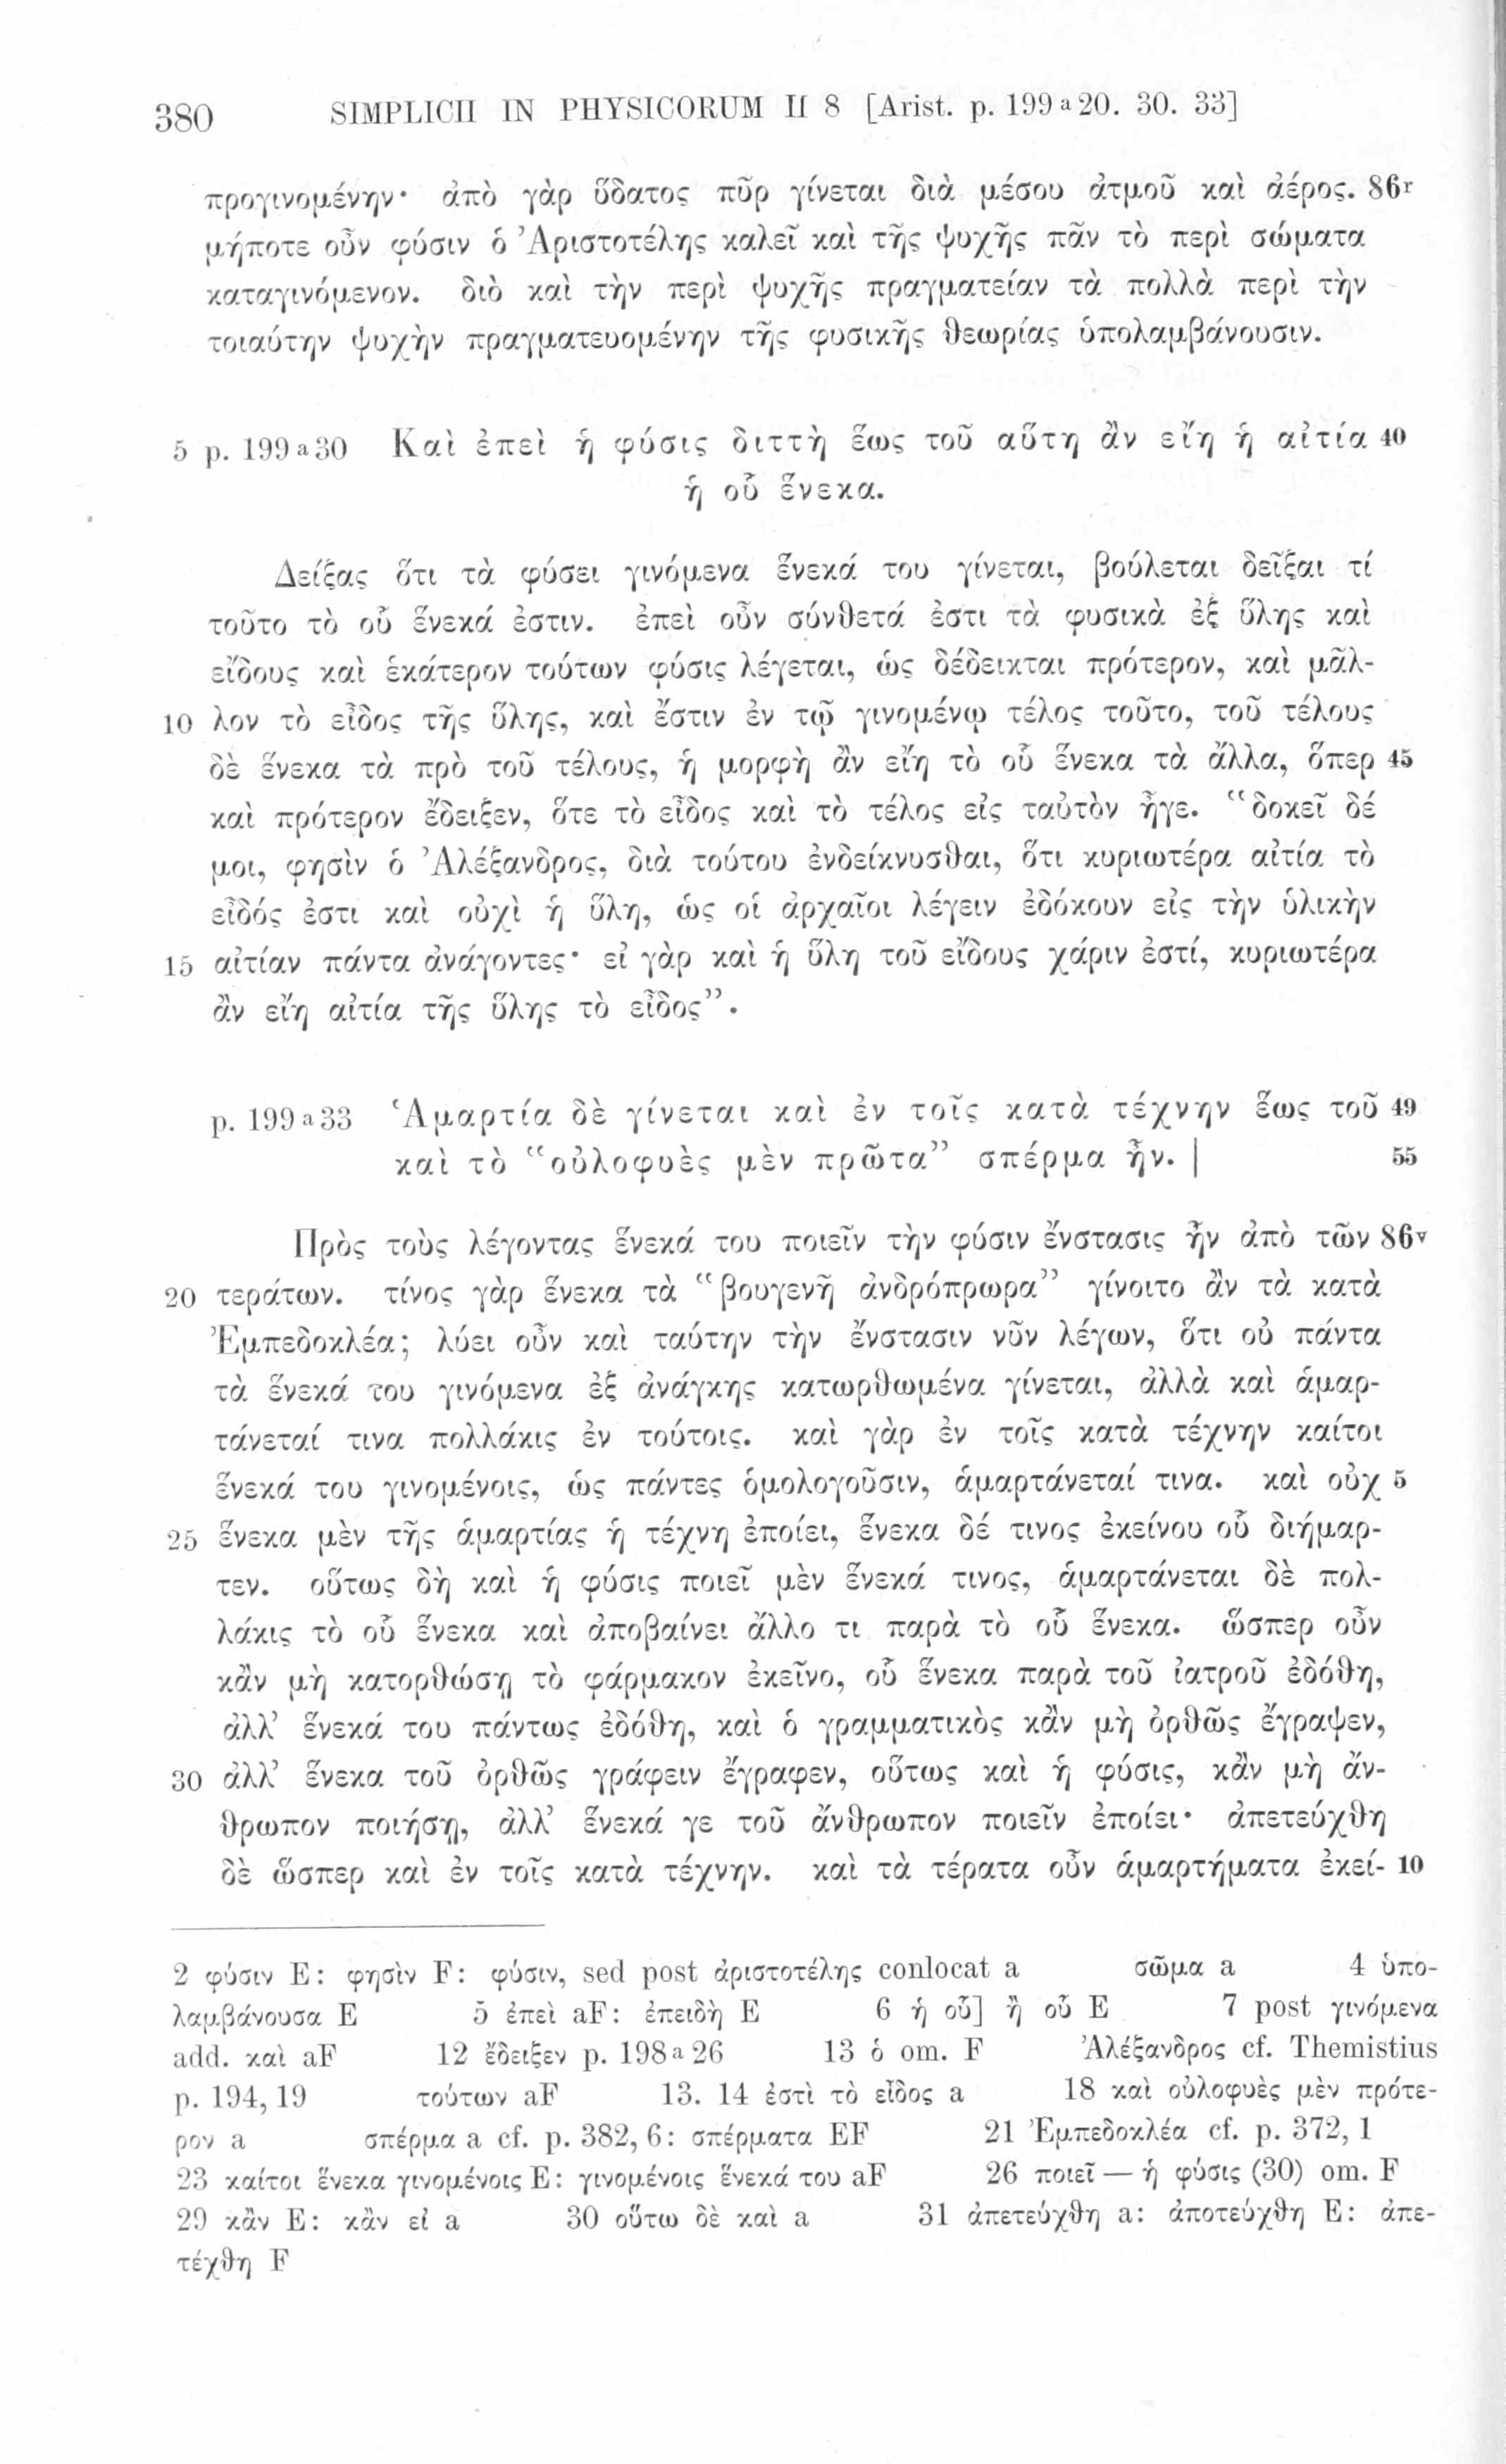 380 SIMPLICII IN PHYSICORUM II 8 [Arist. p. 199 a 20. 30. 33]
προγινομένην· ἀπὸ γὰρ ὕδατος πῦρ γίνεται διὰ μέσου ἀτμοῦ καὶ ἀέρος. 86r
μήποτε οὖν φύσιν ὁ Ἀριστοτέλης καλεῖ καὶ τῆς ψυχῆς πᾶν τὸ περὶ σώματα
καταγινόμενον. διὸ καὶ τὴν περὶ ψυχῆς πραγματείαν τὰ πολλὰ περὶ τὴν
τοιαύτην ψυχὴν πραγματευομένην τῆς φυσικῆς θεωρίας ὑπολαμβάνουσιν.
5 p. 199 a 30 Καὶ ἐπεὶ ἡ φύσις διττὴ ἕως τοῦ αὕτη ἂν εἴη ἡ αἰτία 40
ἡ οὗ ἕνεκα.
Δείξας ὅτι τὰ φύσει γινόμενα ἕνεκά του γίνεται, βούλεται δεῖξαι τί
τοῦτο τὸ οὗ ἕνεκά ἐστιν. ἐπεὶ οὖν σύνθετά ἐστι τὰ φυσικὰ ἐξ ὕλης καὶ
εἴδους καὶ ἑκάτερον τούτων φύσις λέγεται, ὡς δέδεικται πρότερον, καὶ μᾶλ-
10 λον τὸ εἶδος τῆς ὕλης, καὶ ἔστιν ἐν τῷ γινομένῳ τέλος τοῦτο, τοῦ τέλους
δὲ ἕνεκα τὰ πρὸ τοῦ τέλους, ἡ μορφὴ ἂν εἴη τὸ οὗ ἕνεκα τὰ ἄλλα, ὅπερ 45
καὶ πρότερον ἔδειξεν, ὅτε τὸ εἶδος καὶ τὸ τέλος εἰς ταὐτὸν ἦγε. “δοκεῖ δέ
μοι, φησὶν ὁ Ἀλέξανδρος, διὰ τούτου ἐνδείκνυσθαι, ὅτι κυριωτέρα αἰτία τὸ
εἶδός ἐστι καὶ οὐχὶ ἡ ὕλη, ὡς οἱ ἀρχαῖοι λέγειν ἐδόκουν εἰς τὴν ὑλικὴν
15 αἰτίαν πάντα ἀνάγοντες· εἰ γὰρ καὶ ἡ ὕλη τοῦ εἴδους χάριν ἐστί, κυριωτέρα
ἂν εἴη αἰτία τῆς ὕλης τὸ εἶδος”.
p. 199 a 33 Ἁμαρτία δὲ γίνεται καὶ ἐν τοῖς κατὰ τέχνην ἕως τοῦ 49
καὶ τὸ “οὐλοφυὲς μὲν πρῶτα” σπέρμα ἦν. | 55
Πρὸς τοὺς λέγοντας ἕνεκά του ποιεῖν τὴν φύσιν ἔνστασις ἦν ἀπὸ τῶν 86v
20 τεράτων. τίνος γὰρ ἕνεκα τὰ “βουγενῆ ἀνδρόπρωρα” γίνοιτο ἂν τὰ κατὰ
Ἐμπεδοκλέα; λύει οὖν καὶ ταύτην τὴν ἔνστασιν νῦν λέγων, ὅτι οὐ πάντα
τὰ ἕνεκά του γινόμενα ἐξ ἀνάγκης κατωρθωμένα γίνεται, ἀλλὰ καὶ ἁμαρ-
τάνεταί τινα πολλάκις ἐν τούτοις. καὶ γὰρ ἐν τοῖς κατὰ τέχνην καίτοι
ἕνεκά του γινομένοις, ὡς πάντες ὁμολογοῦσιν, ἁμαρτάνεταί τινα. καὶ οὐχ 5
25 ἕνεκα μὲν τῆς ἁμαρτίας ἡ τέχνη ἐποίει, ἕνεκα δέ τινος ἐκείνου οὗ διήμαρ-
τεν. οὕτως δὴ καὶ ἡ φύσις ποιεῖ μὲν ἕνεκά τινος, ἁμαρτάνεται δὲ πολ-
λάκις τὸ οὗ ἕνεκα καὶ ἀποβαίνει ἄλλο τι παρὰ τὸ οὗ ἕνεκα. ὥσπερ οὖν
κἂν μὴ κατορθώσῃ τὸ φάρμακον ἐκεῖνο, οὗ ἕνεκα παρὰ τοῦ ἰατροῦ ἐδόθη,
ἀλλ’ ἕνεκά του πάντως ἐδόθη, καὶ ὁ γραμματικὸς κἂν μὴ ὀρθῶς ἔγραψεν,
30 ἀλλ’ ἕνεκα τοῦ ὀρθῶς γράφειν ἔγραφεν, οὕτως καὶ ἡ φύσις, κἂν μὴ ἄν-
θρωπον ποιήσῃ, ἀλλ’ ἕνεκά γε τοῦ ἄνθρωπον ποιεῖν ἐποίει· ἀπετεύχθη
δὲ ὥσπερ καὶ ἐν τοῖς κατὰ τέχνην. καὶ τὰ τέρατα οὖν ἁμαρτήματα ἐκεί- 10
2 φύσιν E: φησὶν F: φύσιν, sed post ἀριστοτέλης conlocat a σῶμα a 4 ὑπο-
λαμβάνουσα E 5 ἐπεὶ aF: ἐπειδὴ E 6 ἡ οὗ] ἢ οὗ E 7 post γινόμενα
add. καὶ aF 12 ἔδειξεν p. 198 a 26 13 ὁ om. F Ἀλέξανδρος cf. Themistius
p. 194, 19 τούτων aF 13. 14 ἐστὶ τὸ εἶδος a 18 καὶ οὐλοφυὲς μὲν πρότε-
ρον a σπέρμα a cf. p. 382, 6: σπέρματα EF 21 Ἐμπεδοκλέα cf. p. 372, 1
23 καίτοι ἕνεκα γινομένοις E: γινομένοις ἕνεκά του aF 26 ποιεῖ — ἡ φύσις (30) om. F
29 κἂν E: κἂν εἰ a 30 οὕτω δὲ καὶ a 31 ἀπετεύχθη a: ἀποτεύχθη E: ἀπε-
τέχθη F